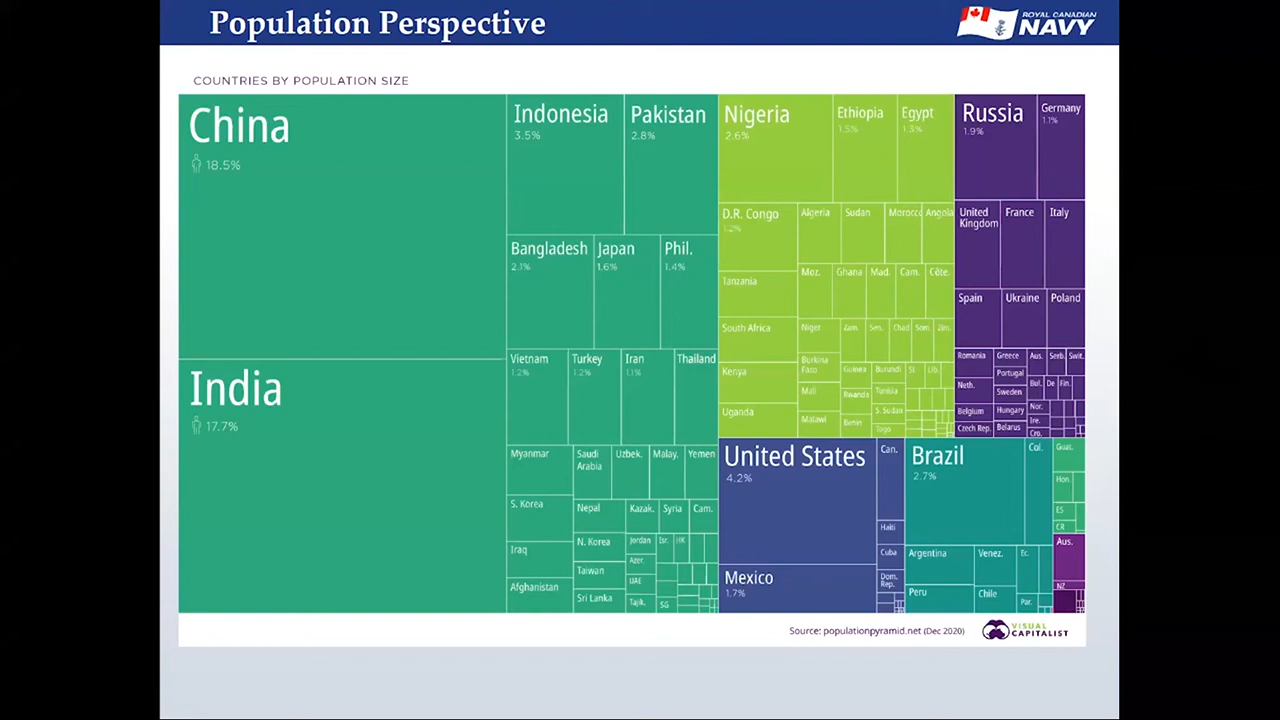 Population Perspective
ROYAL CANADIAN
NAVY
COUNTRIES BY POPULATION SIZE
China
18.5%
India
17.7%
Indonesia
3.5%
Pakistan
2.8%
Bangladesh
2.1%
Japan
1.6%
Phil.
1.4%
Vietnam
1.2%
Turkey
1.2%
Iran
1.1%
Thailand
Myanmar
Saudi
Arabia
Uzbek.
Malay.
Yemen
S. Korea
Nepal
Kazak.
Syria
Cam.
Iraq
N. Korea
Jordan
Isr.
HK
Azer.
Afghanistan
Taiwan
UAE
Sri Lanka
Tajik.
SG
Nigeria
2.6%
Ethiopia
1.5%
Egypt
1.3%
D.R. Congo
1.2%
Algeria
Sudan
Morocc
Angola
Tanzania
Moz.
Ghana
Mad.
Cam.
Côte.
South Africa
Niger
Zam.
Sen.
Chad
Som.
Zim.
Kenya
Burkina
Faso
Guinea
Burundi
Sl
Lib.
Mali
Rwanda
Tunisia
Uganda
Malawi
Benin
S. Sudan
Togo
Russia
1.9%
Germany
1.1%
United
Kingdom
France
Italy
Spain
Ukraine
Poland
Romania
Greece
Aus.
Serb.
Swit.
Portugal
Neth.
Sweden
Bul.
De
Fin.
Belgium
Hungary
Nor.
Ire.
Czech Rep.
Belarus
Cro.
United States
4.2%
Can.
Haiti
Cuba
Dom.
Rep.
Mexico
1.7%
Brazil
2.7%
Col.
Argentina
Venez.
Ec.
Peru
Chile
Par.
Guat.
Hon.
ES
CR
Aus.
NZ
Source: populationpyramid.net (Dec 2020)
VISUAL
CAPITALIST